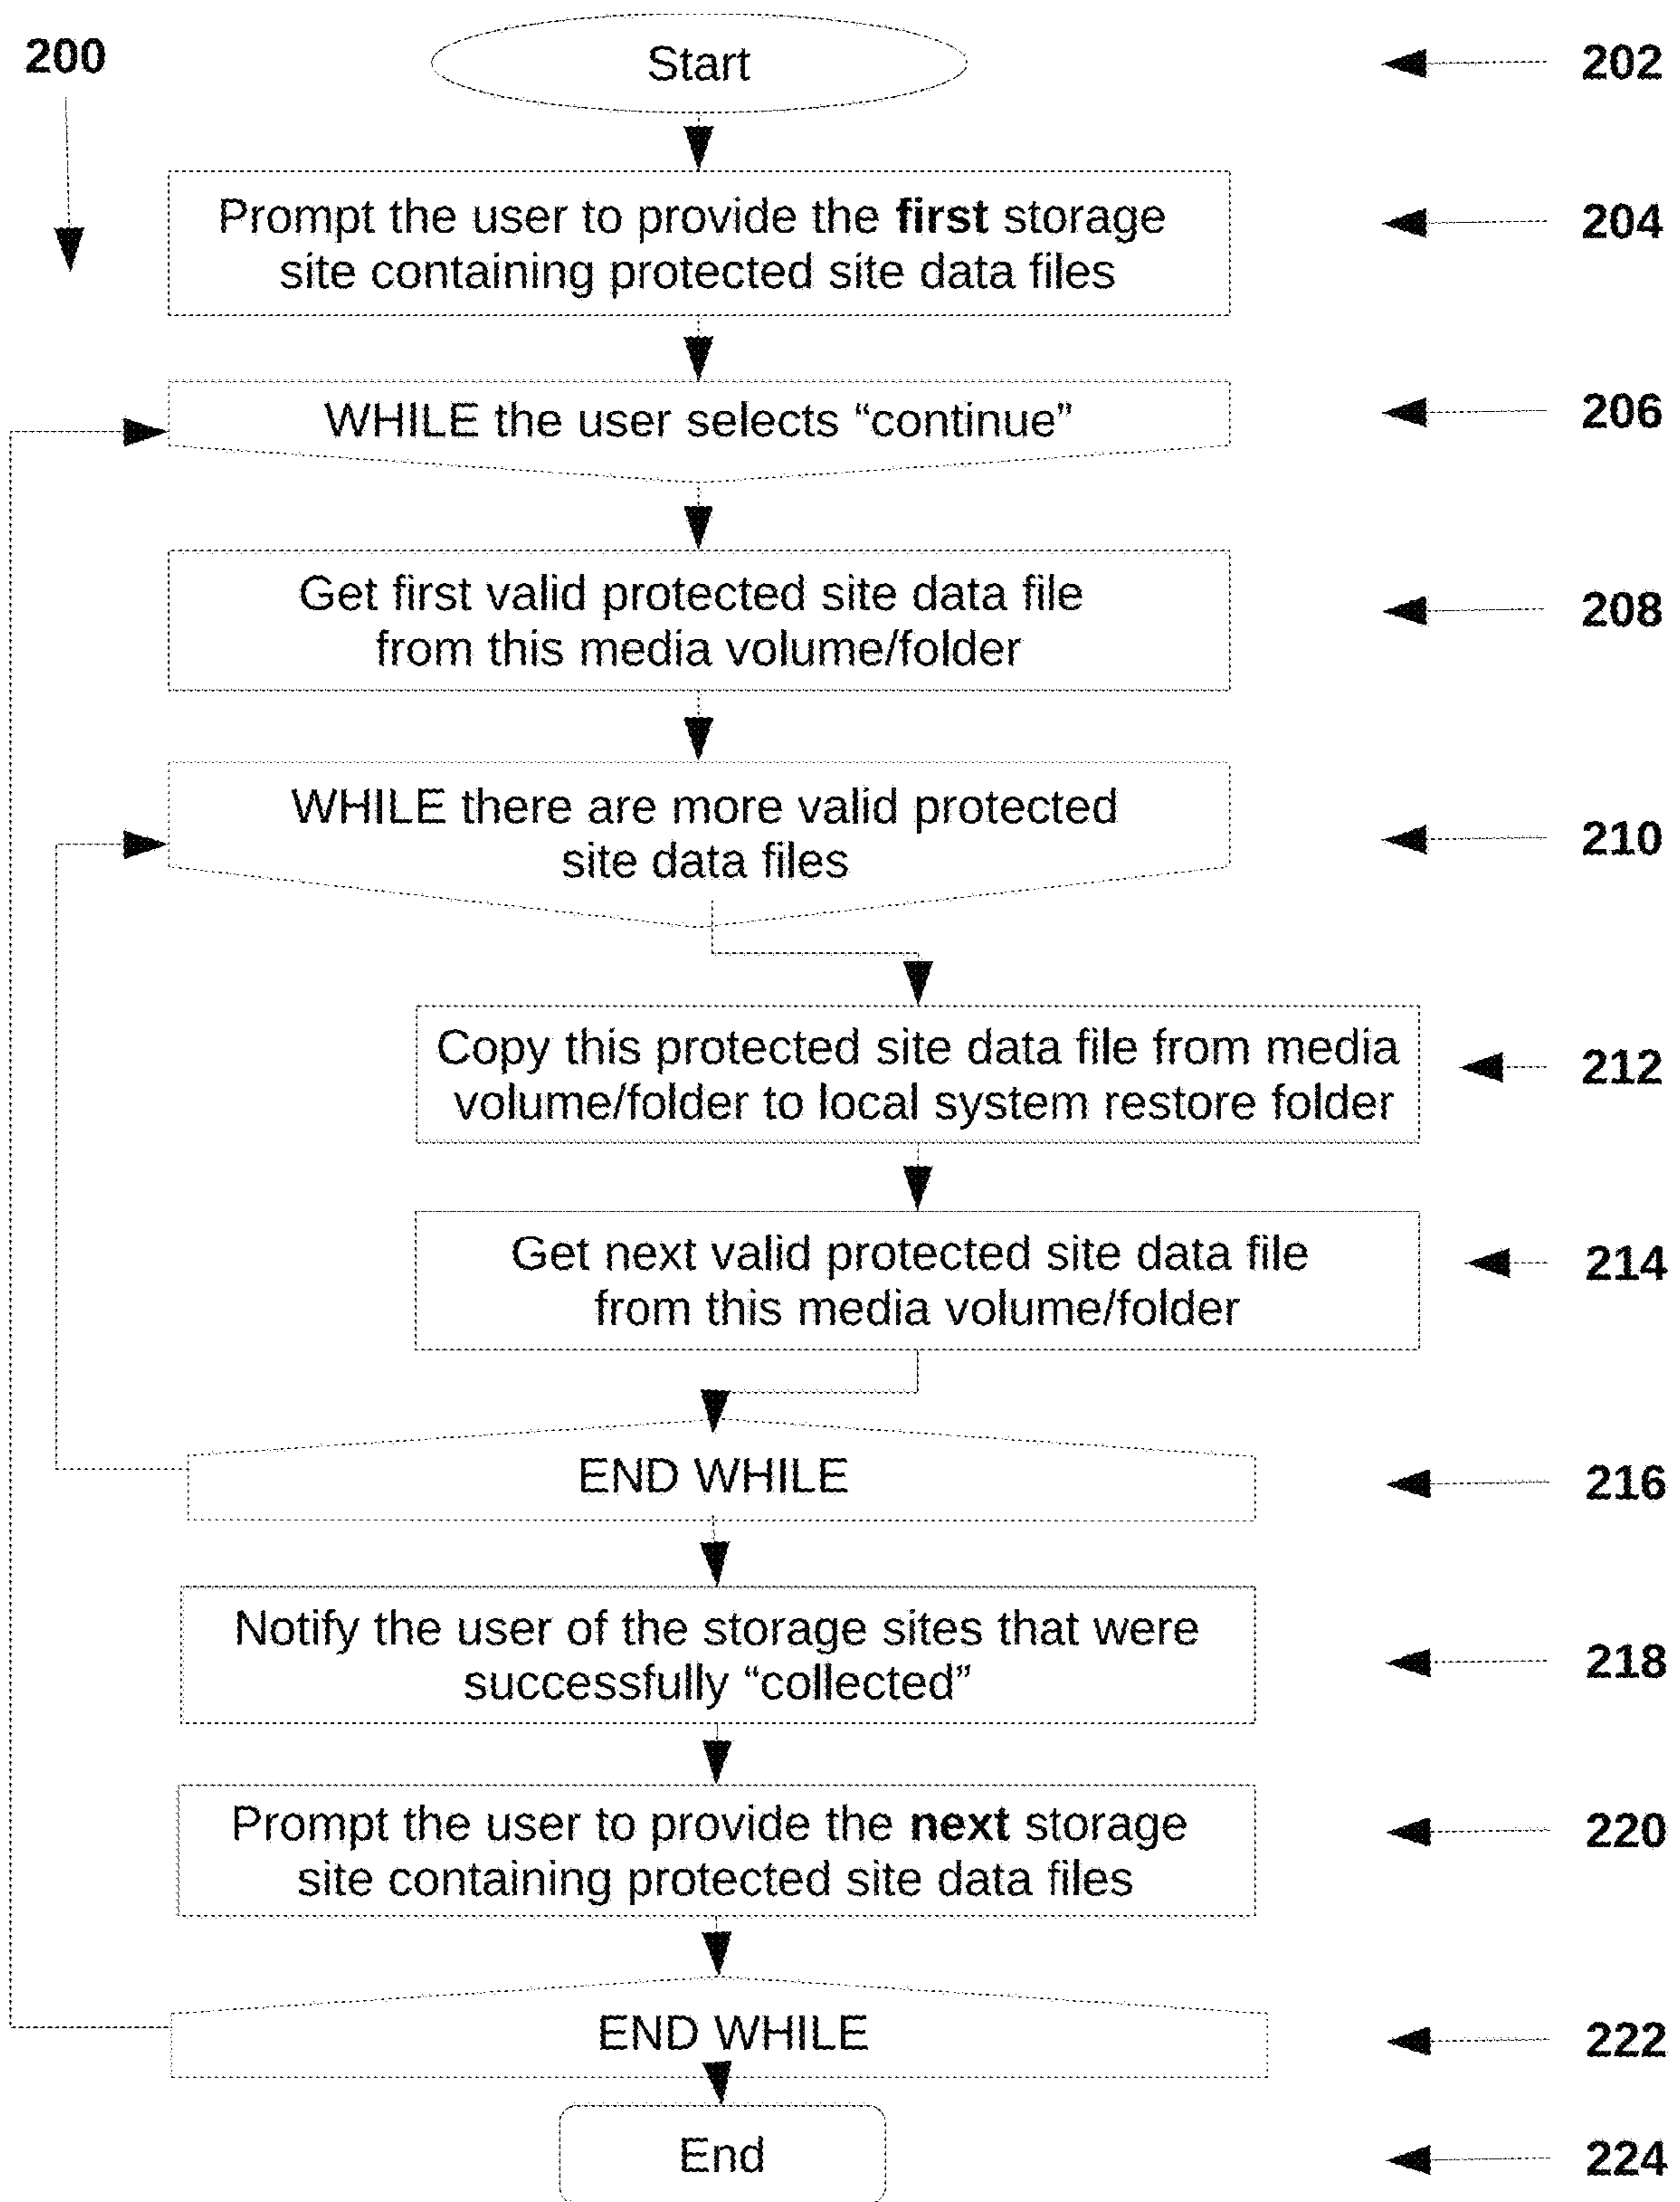 200
Start
202
Prompt the user to provide the first storage
site containing protected site data files
204
WHILE the user selects “continue”
206
Get first valid protected site data file
from this media volume/folder
208
WHILE there are more valid protected
site data files
210
Copy this protected site data file from media
volume/folder to local system restore folder
212
Get next valid protected site data file
from this media volume/folder
214
END WHILE
216
Notify the user of the storage sites that were
successfully “collected”
218
Prompt the user to provide the next storage
site containing protected site data files
220
END WHILE
222
End
224